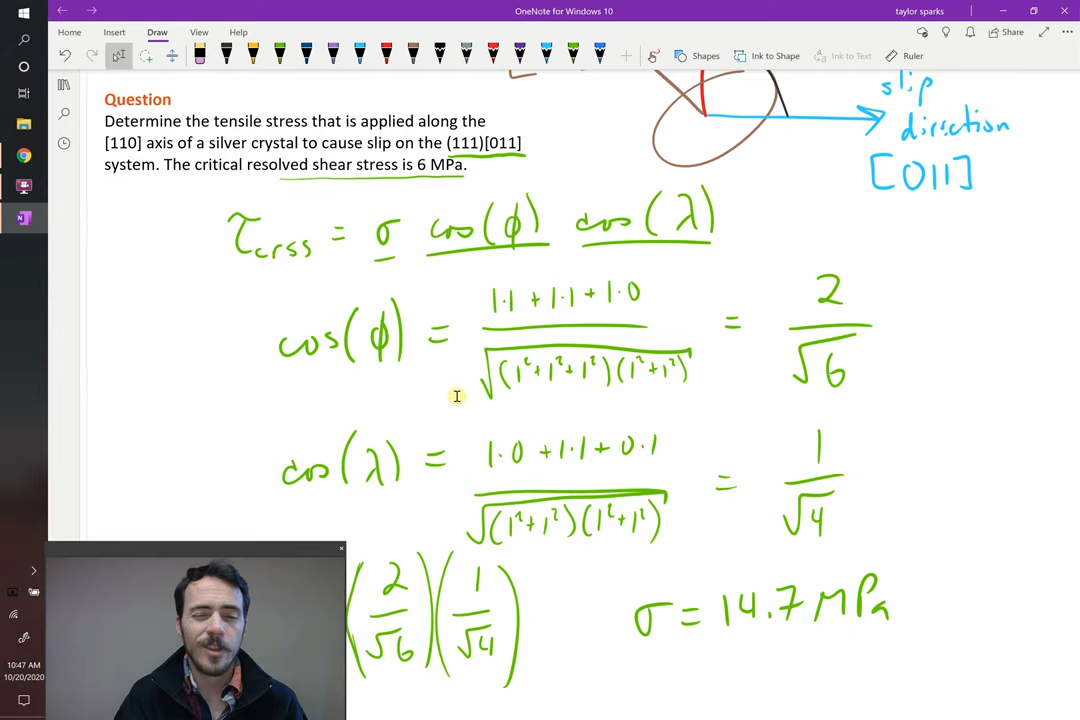 OneNote for Windows 10
taylor sparks
Home Insert Draw View Help
Share
Shapes Ink to Shape Ink to Text Ruler
slip
direction
[011]
Question
Determine the tensile stress that is applied along the
[110] axis of a silver crystal to cause slip on the (111)[011]
system. The critical resolved shear stress is 6 MPa.
τcrss = σ cos(ϕ) cos(λ)
cos(ϕ) = 1·1 + 1·1 + 1·0 / √(1²+1²+1²)(1²+1²) = 2/√6
cos(λ) = 1·0 + 1·1 + 0·1 / √(1²+1²)(1²+1²) = 1/√4
(2/√6)(1/√4) σ = 14.7 MPa
10:47 AM
10/20/2020